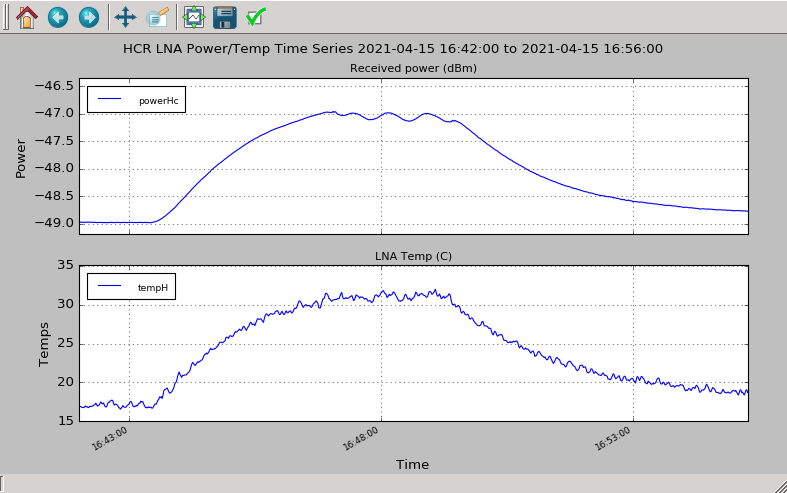 HCR LNA Power/Temp Time Series 2021-04-15 16:42:00 to 2021-04-15 16:56:00
Received power (dBm)
−46.5
−47.0
−47.5
−48.0
−48.5
−49.0
Power
powerHc
LNA Temp (C)
35
30
25
20
15
Temps
tempH
16:43:00
16:48:00
16:53:00
Time